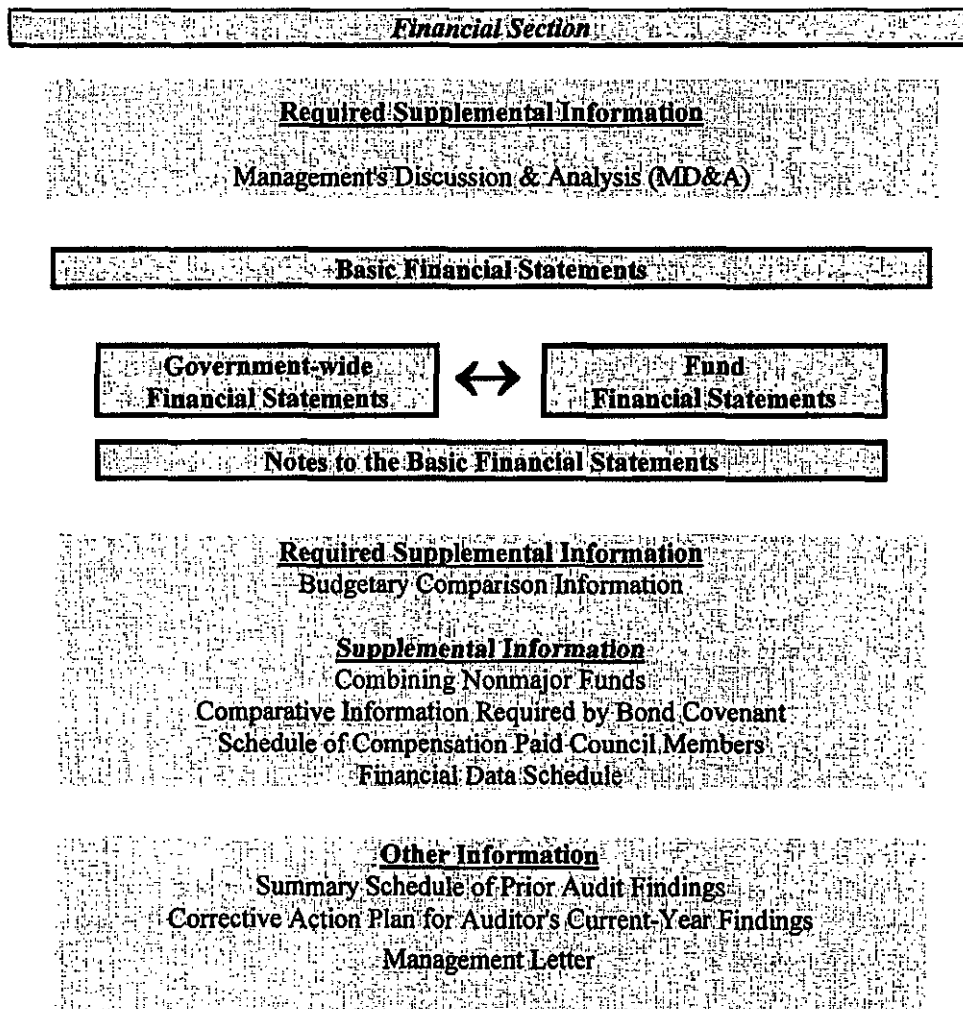 Financial Section
Required Supplemental Information
Management's Discussion & Analysis (MD&A)
Basic Financial Statements
Government-wide
Financial Statements
Fund
Financial Statements
Notes to the Basic Financial Statements
Required Supplemental Information
Budgetary Comparison Information
Supplemental Information
Combining Nonmajor Funds
Comparative Information Required by Bond Covenant
Schedule of Compensation Paid Council Members
Financial Data Schedule
Other Information
Summary Schedule of Prior Audit Findings
Corrective Action Plan for Auditor's Current-Year Findings
Management Letter